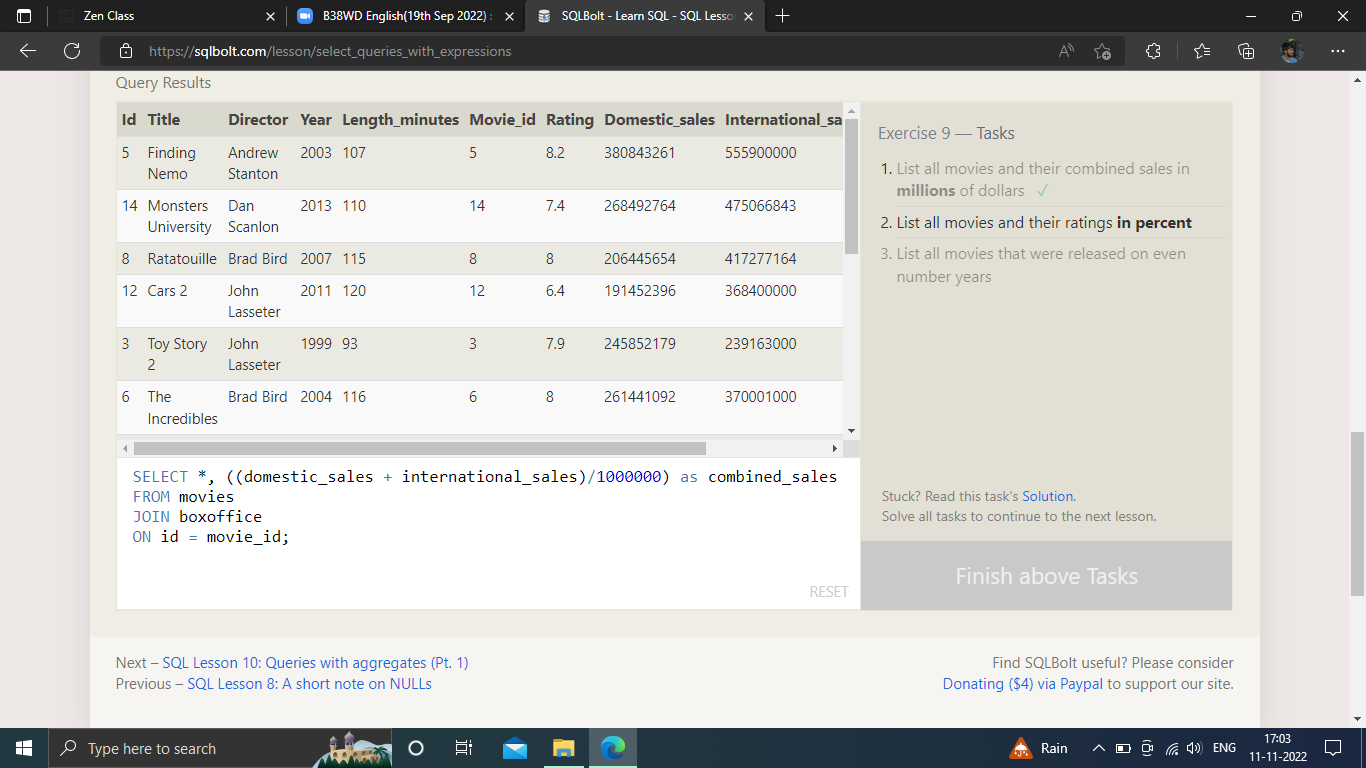 Zen Class
B38WD English(19th Sep 2022) :
SQLBolt - Learn SQL - SQL Lesso
https://sqlbolt.com/lesson/select_queries_with_expressions
Query Results
Id Title Director Year Length_minutes Movie_id Rating Domestic_sales International_sa
5 Finding Andrew 2003 107 5 8.2 380843261 555900000
Nemo Stanton
14 Monsters Dan 2013 110 14 7.4 268492764 475066843
University Scanlon
8 Ratatouille Brad Bird 2007 115 8 8 206445654 417277164
12 Cars 2 John 2011 120 12 6.4 191452396 368400000
Lasseter
3 Toy Story John 1999 93 3 7.9 245852179 239163000
2 Lasseter
6 The Brad Bird 2004 116 6 8 261441092 370001000
Incredibles
SELECT *, ((domestic_sales + international_sales)/1000000) as combined_sales
FROM movies
JOIN boxoffice
ON id = movie_id;
RESET
Exercise 9 — Tasks
1. List all movies and their combined sales in
millions of dollars ✓
2. List all movies and their ratings in percent
3. List all movies that were released on even
number years
Stuck? Read this task's Solution.
Solve all tasks to continue to the next lesson.
Finish above Tasks
Next – SQL Lesson 10: Queries with aggregates (Pt. 1)
Previous – SQL Lesson 8: A short note on NULLs
Find SQLBolt useful? Please consider
Donating ($4) via Paypal to support our site.
Type here to search
Rain
ENG
17:03
11-11-2022